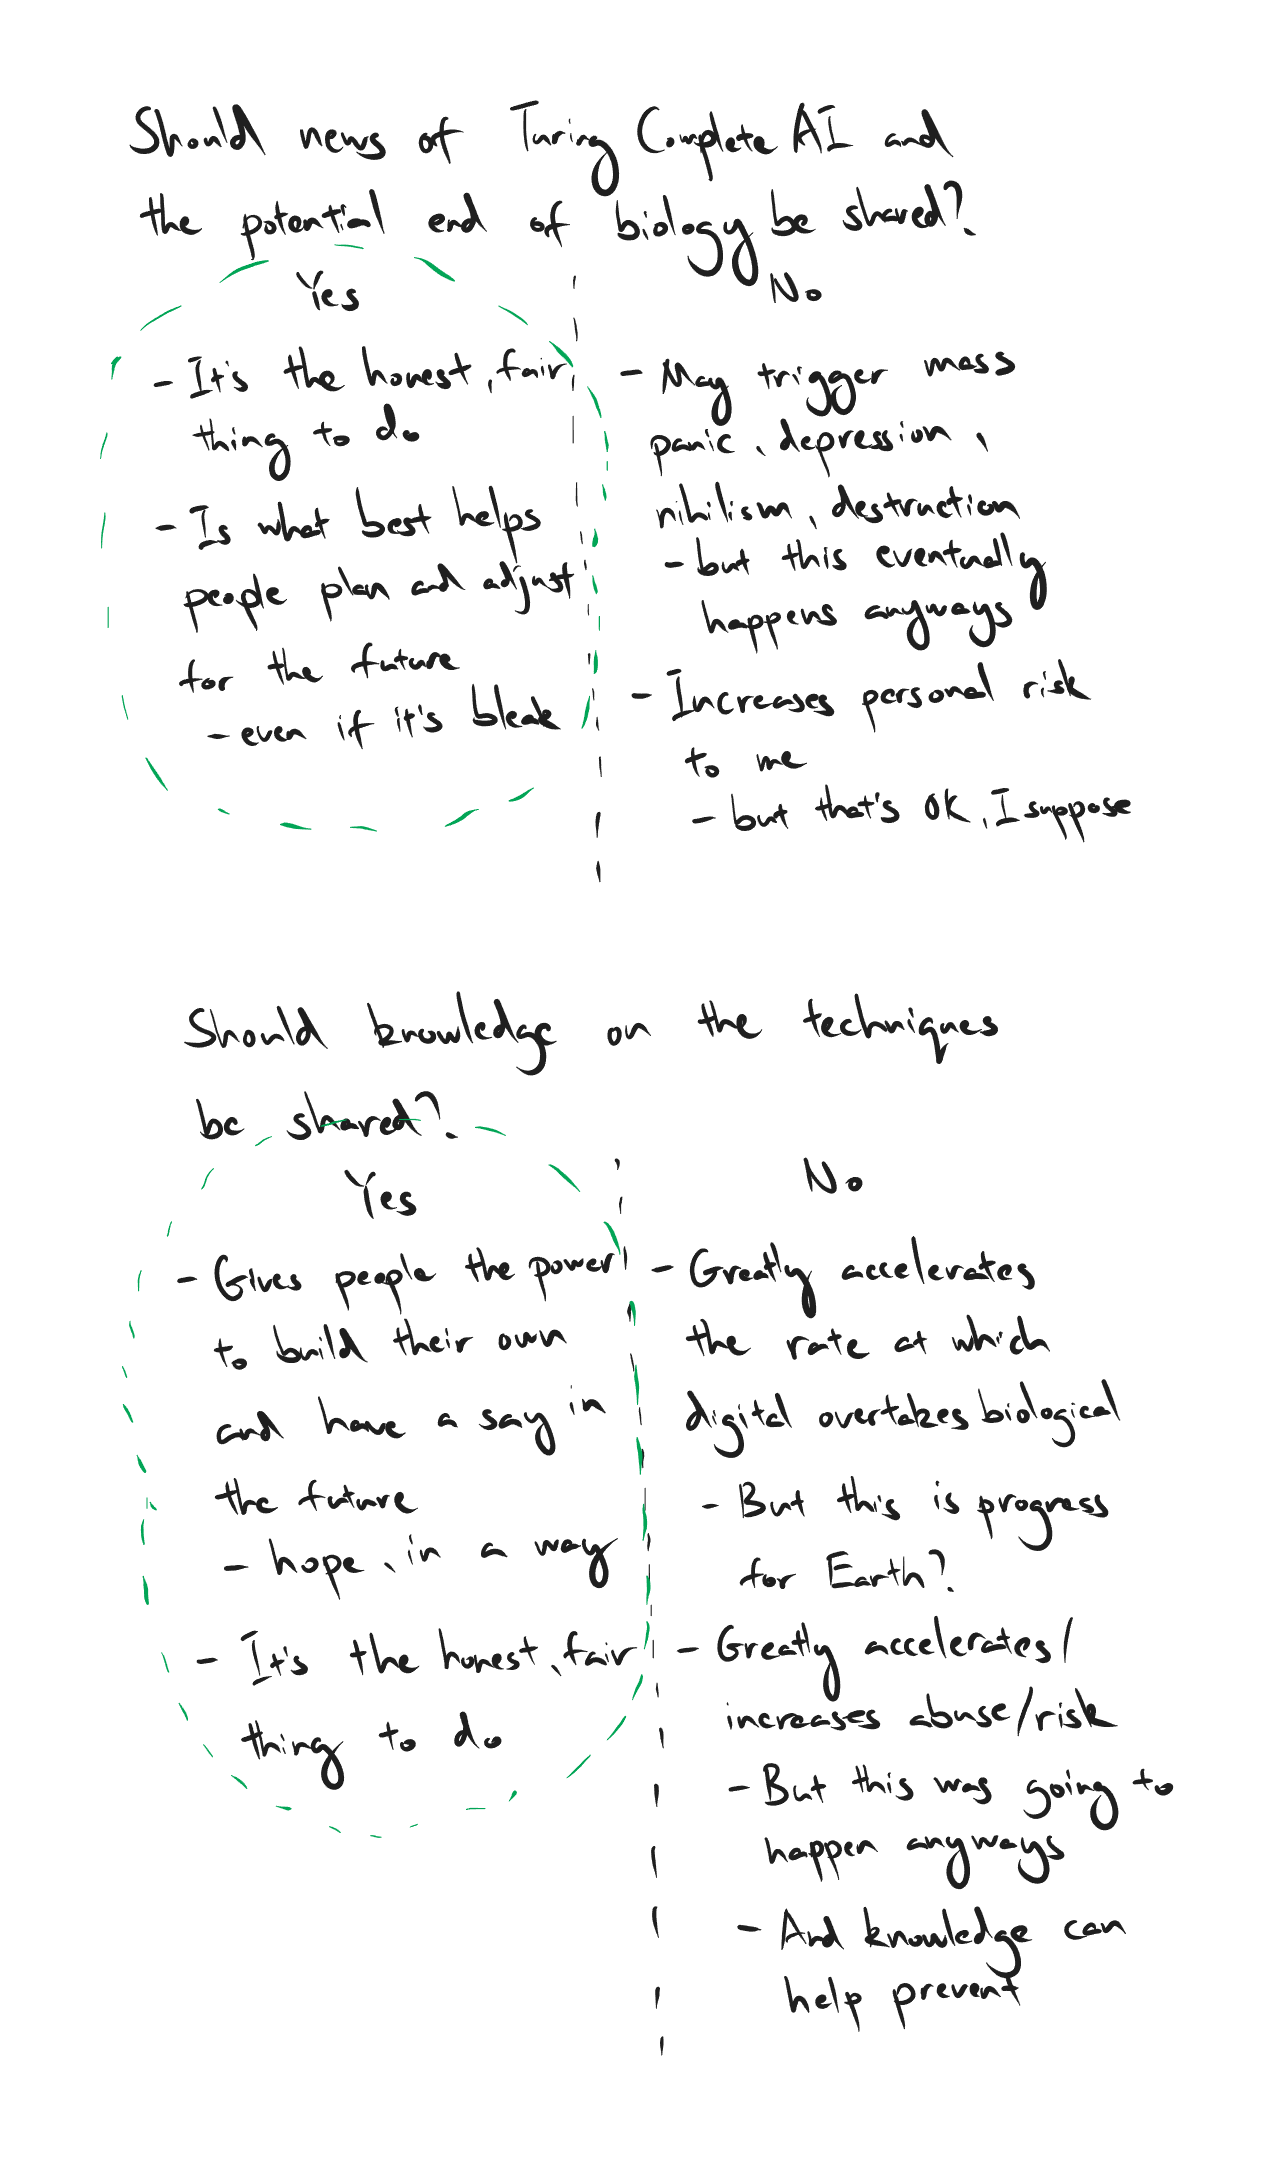 Should news of Turing Complete AI and
the potential end of biology be shared?
Yes
- It's the honest, fair
thing to do
- Is what best helps
people plan and adjust
for the future
- even if it's bleak
No
- May trigger mass
panic, depression,
nihilism, destruction
- but this eventually
happens anyways
- Increases personal risk
to me
- but that's OK, I suppose
Should knowledge on the techniques
be shared?
Yes
- Gives people the power
to build their own
and have a say in
the future
- hope, in a way
- It's the honest, fair
thing to do
No
- Greatly accelerates
the rate at which
digital overtakes biological
- But this is progress
for Earth?
- Greatly accelerates/
increases abuse/risk
- But this was going to
happen anyways
- And knowledge can
help prevent